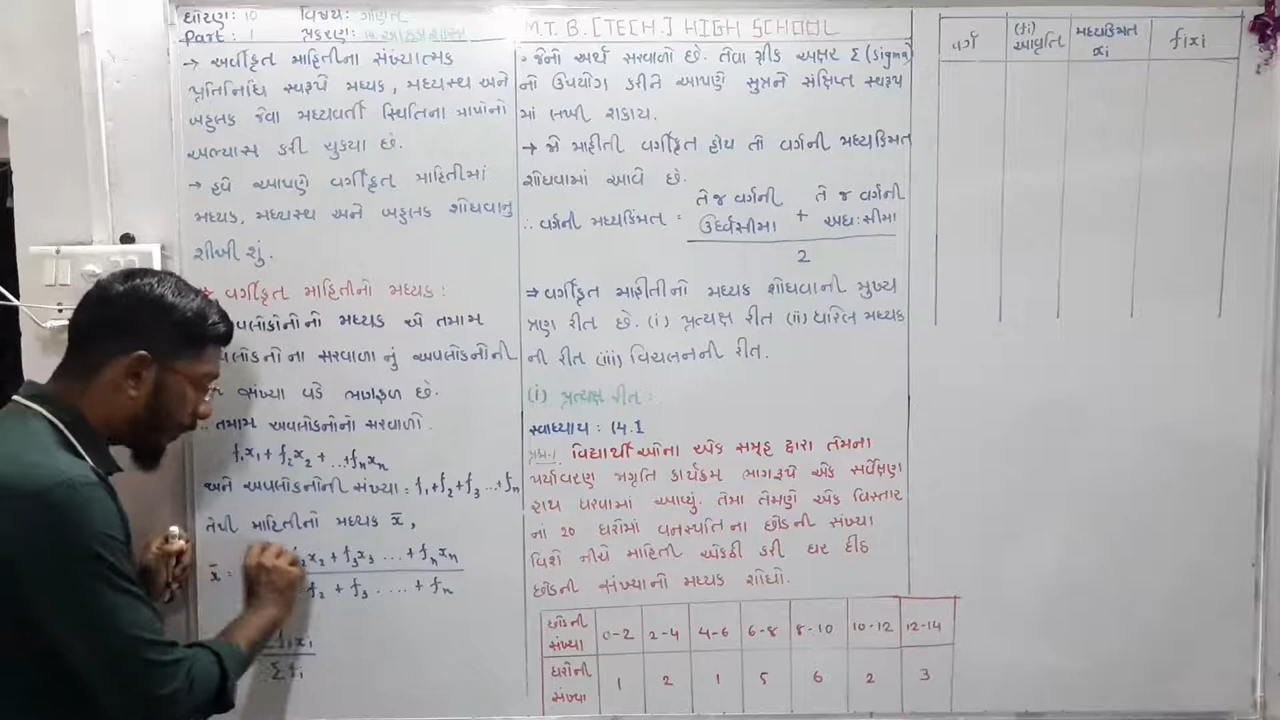 ધોરણ: 10 વિષય: ગણિત
Part: 1 પ્રકરણ: 14 આંકડાશાસ્ત્ર
M.T.B. [TECH.] HIGH SCHOOL
→ અવર્ગીકૃત માહિતીના સંખ્યાત્મક
પ્રતિનિધિ સ્વરૂપે મધ્યક, મધ્યસ્થ અને
બહુલક જેવા મધ્યવર્તી સ્થિતિના માપોનો
અભ્યાસ કરી ચુકયા છે.
→ હવે આપણે વર્ગીકૃત માહિતીમાં
મધ્યક, મધ્યસ્થ અને બહુલક શોધવાનુ
શીખીશું.
વર્ગીકૃત માહિતીનો મધ્યક:
અવલોકનોનો મધ્યક એ તમામ
અવલોકનોના સરવાળાનું અવલોકનોની
સંખ્યા વડે ભાગફળ છે.
∴ તમામ અવલોકનોનો સરવાળો.
f₁x₁ + f₂x₂ + ... + fₙxₙ
અને અવલોકનોની સંખ્યા: f₁+f₂+f₃ ...+fₙ
તેથી માહિતીનો મધ્યક x̄,
x̄ = x₂ + f₃x₃ ... + fₙxₙ
f₂ + f₃ .... + fₙ
fᵢxᵢ
Σfᵢ
• જેનો અર્થ સરવાળો છે. તેવા ગ્રીક અક્ષર Σ (sigma)
નો ઉપયોગ કરીને આપણે સુત્રને સંક્ષિપ્ત સ્વરૂપ
માં લખી શકાય.
→ જો માહીતી વર્ગીકૃત હોય તો વર્ગની મધ્યકિંમત
શોધવામાં આવે છે.
તે જ વર્ગની તે જ વર્ગની
∴ વર્ગની મધ્યકિંમત = ઉર્ધ્વસીમા + અધ:સીમા
2
⇒ વર્ગીકૃત માહીતીનો મધ્યક શોધવાની મુખ્ય
ત્રણ રીત છે. (i) પ્રત્યક્ષ રીત (ii) ધારેલ મધ્યક
ની રીત (iii) વિચલનની રીત.
(i) પ્રત્યક્ષ રીત:
સ્વાધ્યાય: 14.1
પ્રશ્ન.1 વિદ્યાર્થીઓના એક સમૂહ દ્વારા તેમના
પર્યાવરણ જાગૃતિ કાર્યક્રમ ભાગરૂપે એક સર્વેક્ષણ
હાથ ધરવામાં આવ્યું. તેમા તેમણે એક વિસ્તાર
નાં 20 ઘરોમાં વનસ્પતિના છોડની સંખ્યા
વિશે નીચે માહિતી એકઠી કરી ઘર દીઠ
છોડની સંખ્યાનો મધ્યક શોધો.
છોડની સંખ્યા 0-2 2-4 4-6 6-8 8-10 10-12 12-14
ઘરોની સંખ્યા 1 2 1 5 6 2 3
વર્ગ (fi) આવૃતિ મધ્યકિંમત xi fixi